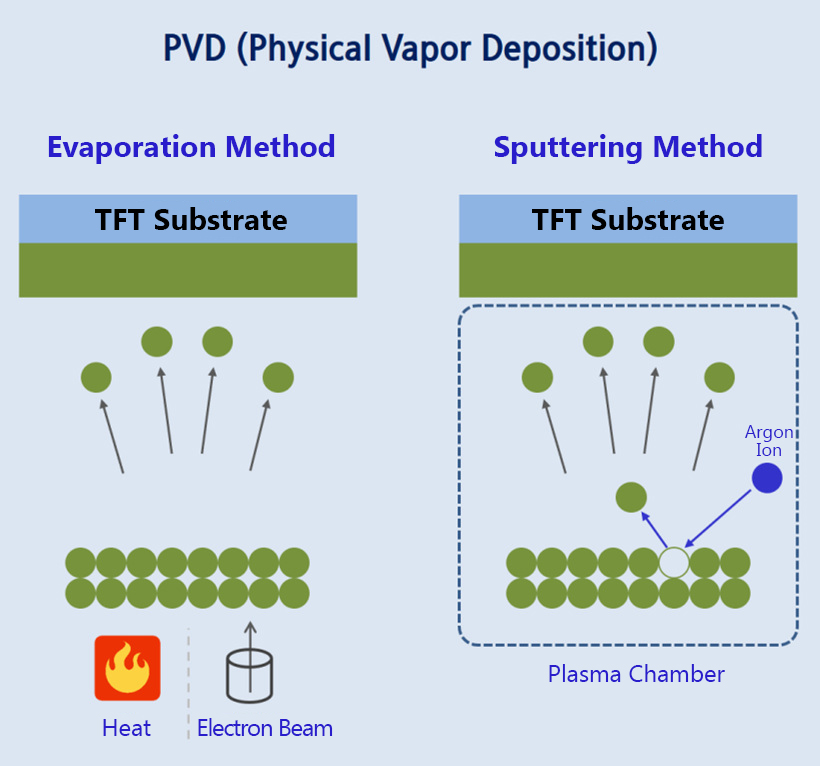 PVD (Physical Vapor Deposition)
Evaporation Method
TFT Substrate
Heat
Electron Beam
Sputtering Method
TFT Substrate
Argon
Ion
Plasma Chamber